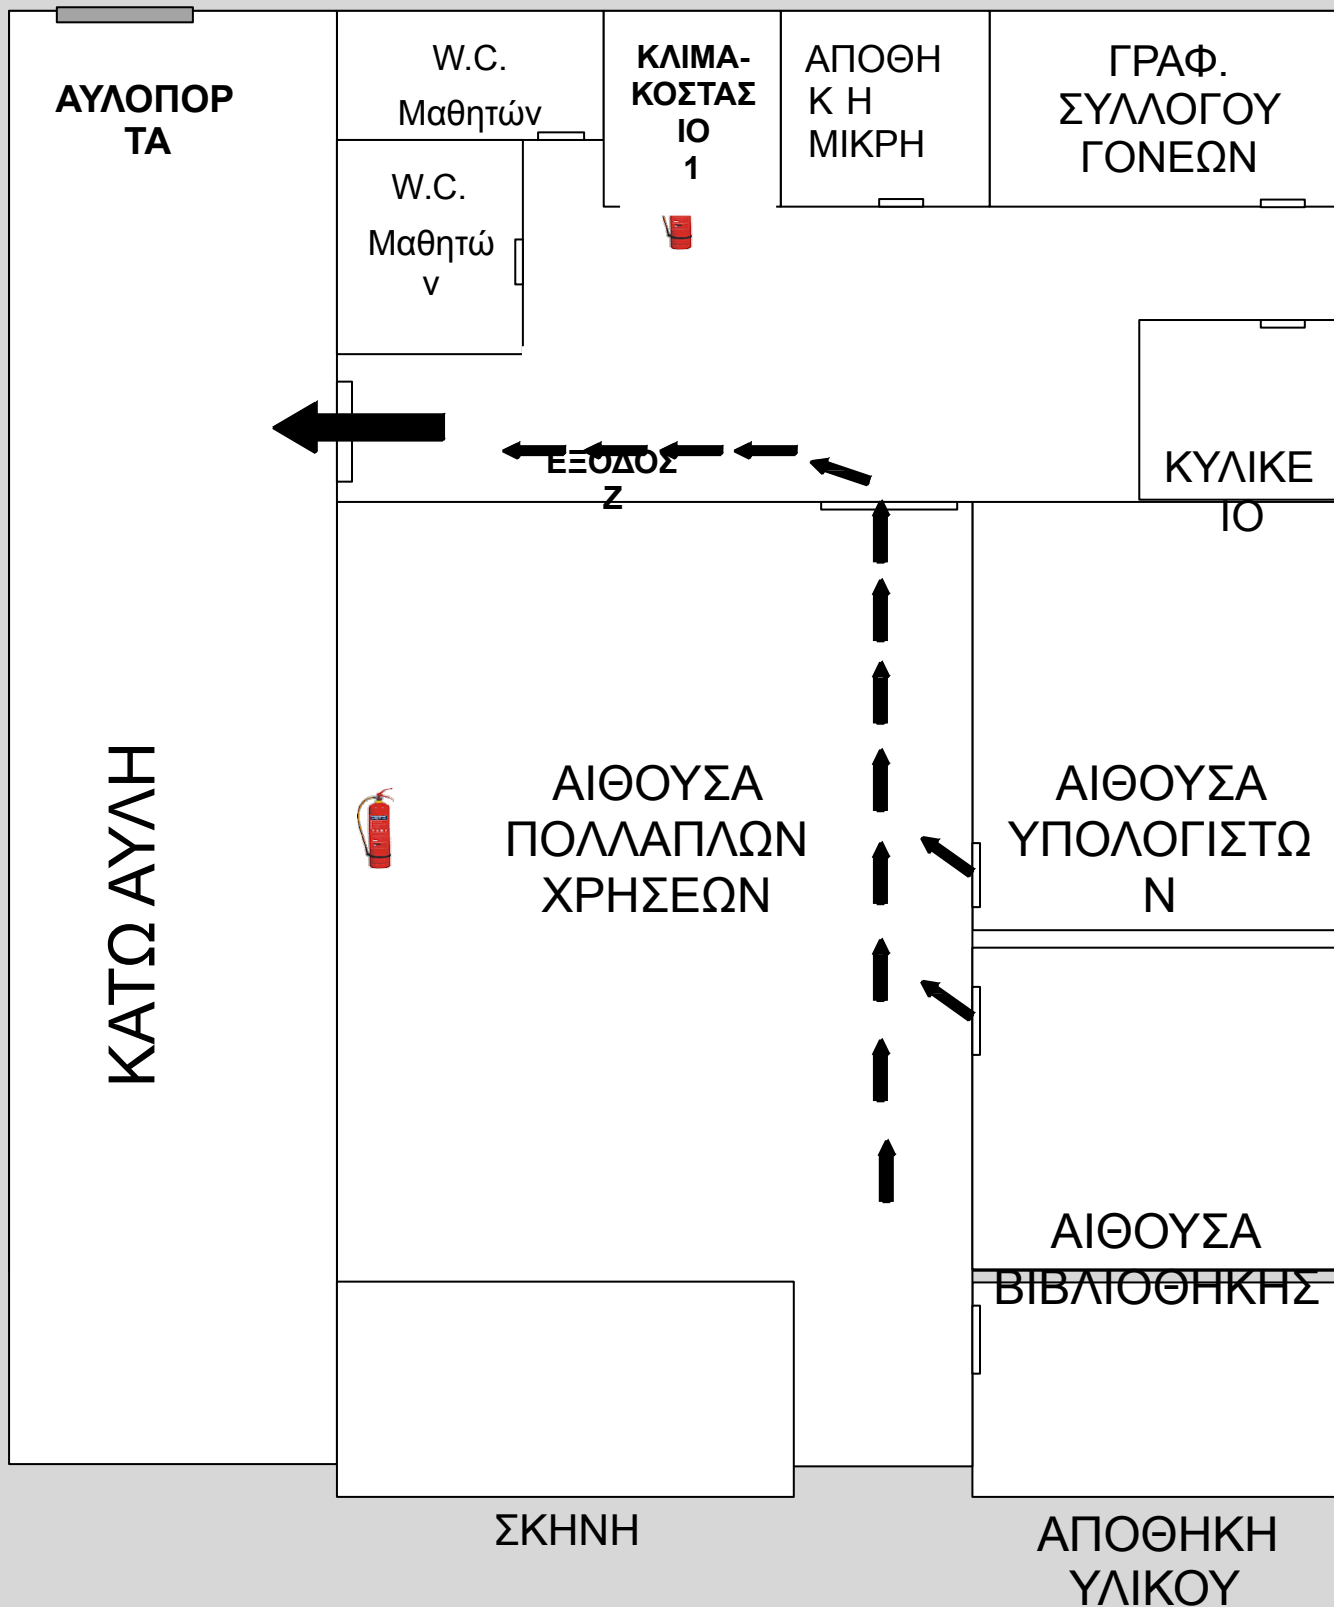 ΑΥΛΟΠΟΡ
ΤΑ
W.C.
Μαθητών
ΚΛΙΜΑ-
ΚΟΣΤΑΣ
ΙΟ
1
ΑΠΟΘΗ
Κ Η
ΜΙΚΡΗ
ΓΡΑΦ.
ΣΥΛΛΟΓΟΥ
ΓΟΝΕΩΝ
W.C.
Μαθητώ
ν
ΕΞΟΔΟΣ
Ζ
ΚΥΛΙΚΕ
ΙΟ
ΚΑΤΩ ΑΥΛΗ
ΑΙΘΟΥΣΑ
ΠΟΛΛΑΠΛΩΝ
ΧΡΗΣΕΩΝ
ΑΙΘΟΥΣΑ
ΥΠΟΛΟΓΙΣΤΩ
Ν
ΑΙΘΟΥΣΑ
ΒΙΒΛΙΟΘΗΚΗΣ
ΣΚΗΝΗ
ΑΠΟΘΗΚΗ
ΥΛΙΚΟΥ